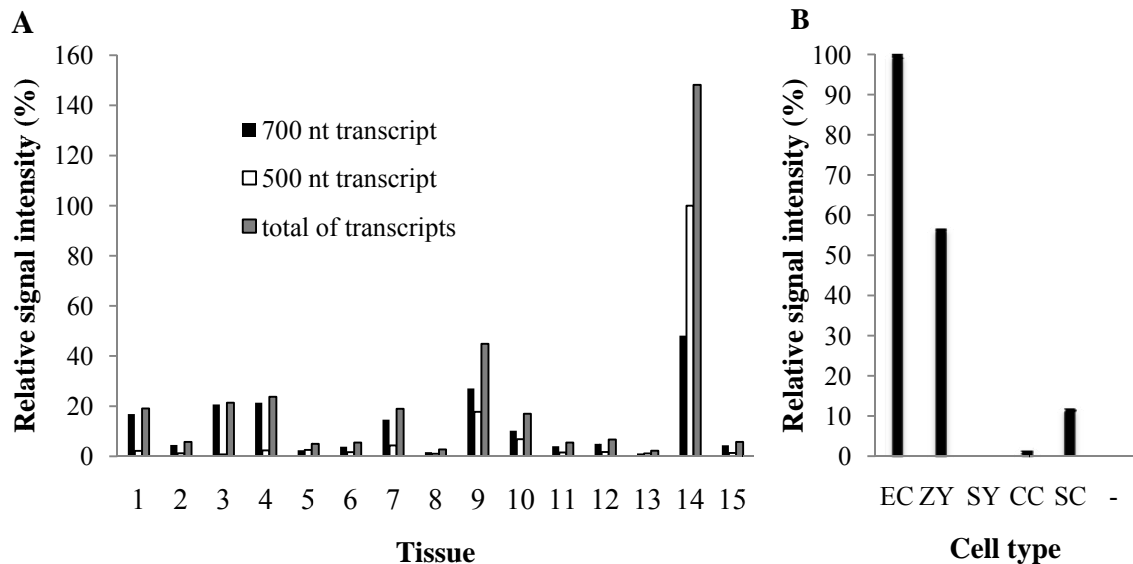 A
Relative signal intensity (%)
160
140
120
100
80
60
40
20
0
700 nt transcript
500 nt transcript
total of transcripts
1 2 3 4 5 6 7 8 9 10 11 12 13 14 15
Tissue
B
Relative signal intensity (%)
100
90
80
70
60
50
40
30
20
10
0
EC ZY SY CC SC -
Cell type